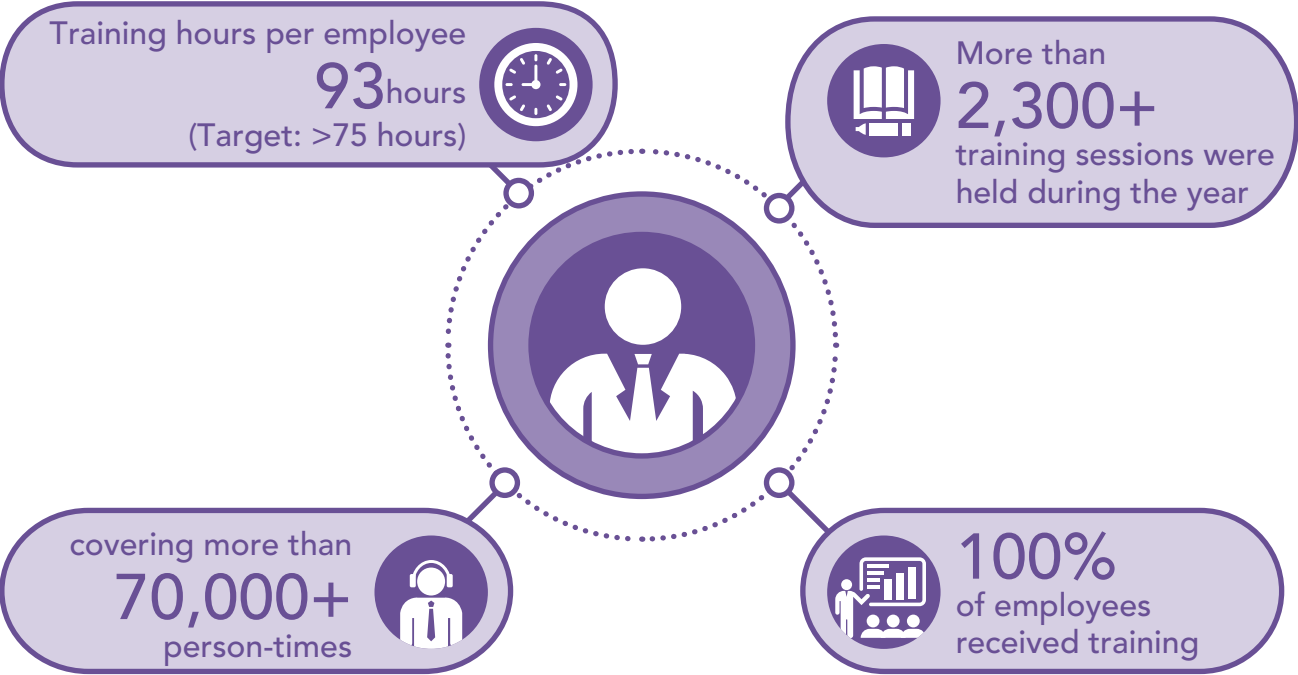 Training hours per employee
93hours
(Target: >75 hours)
More than
2,300+
training sessions were
held during the year
covering more than
70,000+
person-times
100%
of employees
received training